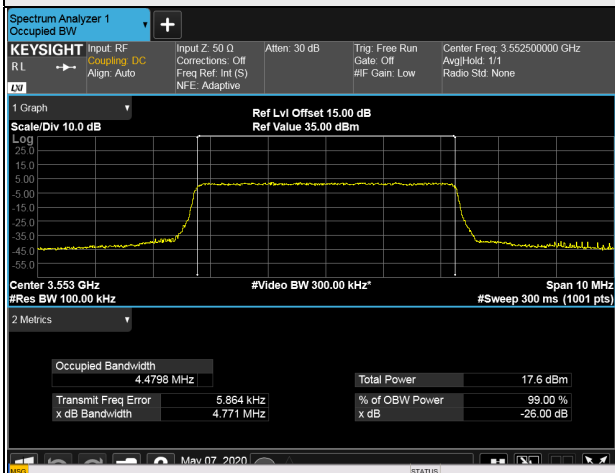 Spectrum Analyzer 1
Occupied BW
+
KEYSIGHT Input: RF Input Z: 50 Ω Atten: 30 dB Trig: Free Run Center Freq: 3.552500000 GHz
RL Coupling: DC Corrections: Off Gate: Off Avg|Hold: 1/1
Align: Auto Freq Ref: Int (S) #IF Gain: Low Radio Std: None
LXI NFE: Adaptive
1 Graph
Ref Lvl Offset 15.00 dB
Scale/Div 10.0 dB Ref Value 35.00 dBm
Log
25.0
15.0
5.00
-5.00
-15.0
-25.0
-35.0
-45.0
-55.0
Center 3.553 GHz #Video BW 300.00 kHz* Span 10 MHz
#Res BW 100.00 kHz #Sweep 300 ms (1001 pts)
2 Metrics
Occupied Bandwidth
4.4798 MHz Total Power 17.6 dBm
Transmit Freq Error 5.864 kHz % of OBW Power 99.00 %
x dB Bandwidth 4.771 MHz x dB -26.00 dB
May 07, 2020
MSG STATUS